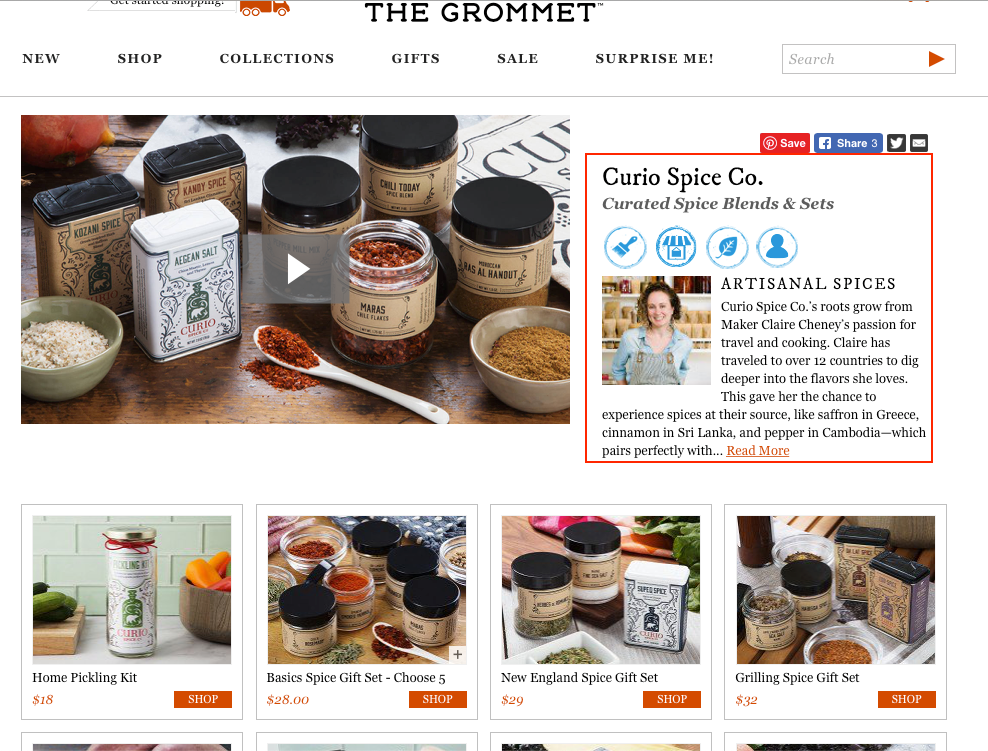 Get started shopping!
THE GROMMET™
NEW SHOP COLLECTIONS GIFTS SALE SURPRISE ME!
Search
Save Share 3
KOZANI SPICE
KANDY SPICE
AEGEAN SALT
CURIO
SPICE CO.
CHILI TODAY
SPICE BLEND
MARAS
CHILE FLAKES
MOROCCAN
RAS AL HANOUT
Curio Spice Co.
Curated Spice Blends & Sets
ARTISANAL SPICES
Curio Spice Co.'s roots grow from
Maker Claire Cheney's passion for
travel and cooking. Claire has
traveled to over 12 countries to dig
deeper into the flavors she loves.
This gave her the chance to
experience spices at their source, like saffron in Greece,
cinnamon in Sri Lanka, and pepper in Cambodia—which
pairs perfectly with... Read More
PICKLING KIT
CURIO
MARAS
SUPEQ SPICE
CURIO
Home Pickling Kit
$18 SHOP
Basics Spice Gift Set - Choose 5
$28.00 SHOP
New England Spice Gift Set
$29 SHOP
Grilling Spice Gift Set
$32 SHOP